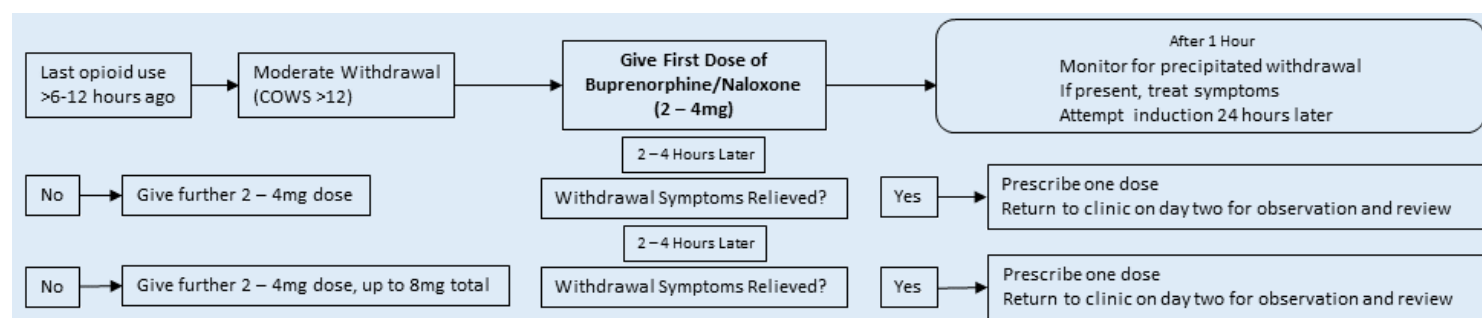 Last opioid use
>6-12 hours ago
Moderate Withdrawal
(COWS >12)
Give First Dose of
Buprenorphine/Naloxone
(2 – 4mg)
After 1 Hour
Monitor for precipitated withdrawal
If present, treat symptoms
Attempt induction 24 hours later
2 – 4 Hours Later
No
Give further 2 – 4mg dose
Withdrawal Symptoms Relieved?
Yes
Prescribe one dose
Return to clinic on day two for observation and review
2 – 4 Hours Later
No
Give further 2 – 4mg dose, up to 8mg total
Withdrawal Symptoms Relieved?
Yes
Prescribe one dose
Return to clinic on day two for observation and review